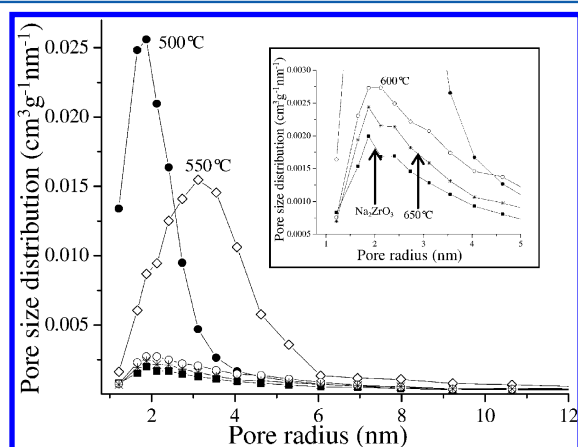 Pore size distribution (cm³g⁻¹nm⁻¹)
0.025
0.020
0.015
0.010
0.005
2 4 6 8 10 12
Pore radius (nm)
500°C
550°C
Pore size distribution (cm³g⁻¹nm⁻¹)
0.0030
0.0025
0.0020
0.0015
0.0010
0.0005
1 2 3 4 5
Pore radius (nm)
600°C
Na₂ZrO₃
650°C